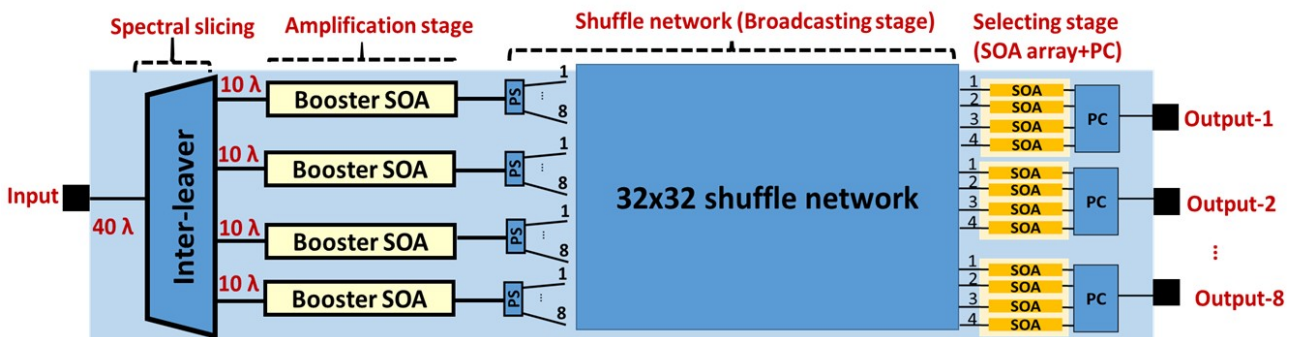 Spectral slicing
Amplification stage
Shuffle network (Broadcasting stage)
Selecting stage
(SOA array+PC)
Input
40 λ
Inter-leaver
10 λ
Booster SOA
PS
1
...
8
10 λ
Booster SOA
PS
1
...
8
10 λ
Booster SOA
PS
1
...
8
10 λ
Booster SOA
PS
1
...
8
32x32 shuffle network
1
SOA
2
SOA
3
SOA
4
SOA
PC
Output-1
1
SOA
2
SOA
3
SOA
4
SOA
PC
Output-2
...
1
SOA
2
SOA
3
SOA
4
SOA
PC
Output-8